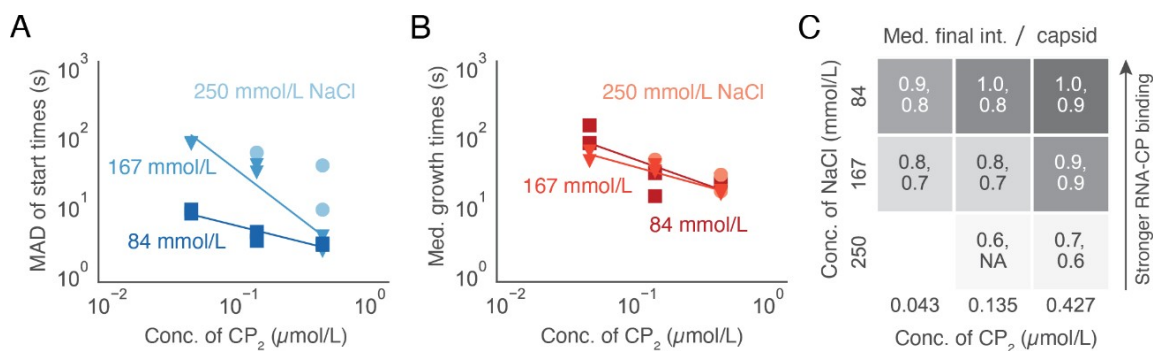 A
MAD of start times (s)
10³
10²
10¹
10⁰
250 mmol/L NaCl
167 mmol/L
84 mmol/L
10⁻²
10⁻¹
10⁰
Conc. of CP₂ (µmol/L)
B
Med. growth times (s)
10³
10²
10¹
10⁰
250 mmol/L NaCl
167 mmol/L
84 mmol/L
10⁻²
10⁻¹
10⁰
Conc. of CP₂ (µmol/L)
C
Med. final int. / capsid
Conc. of NaCl (mmol/L)
84
0.9, 1.0, 1.0,
0.8 0.8 0.9
167
0.8, 0.8, 0.9,
0.7 0.7 0.9
250
0.6, 0.7,
NA 0.6
0.043 0.135 0.427
Conc. of CP₂ (µmol/L)
Stronger RNA-CP binding